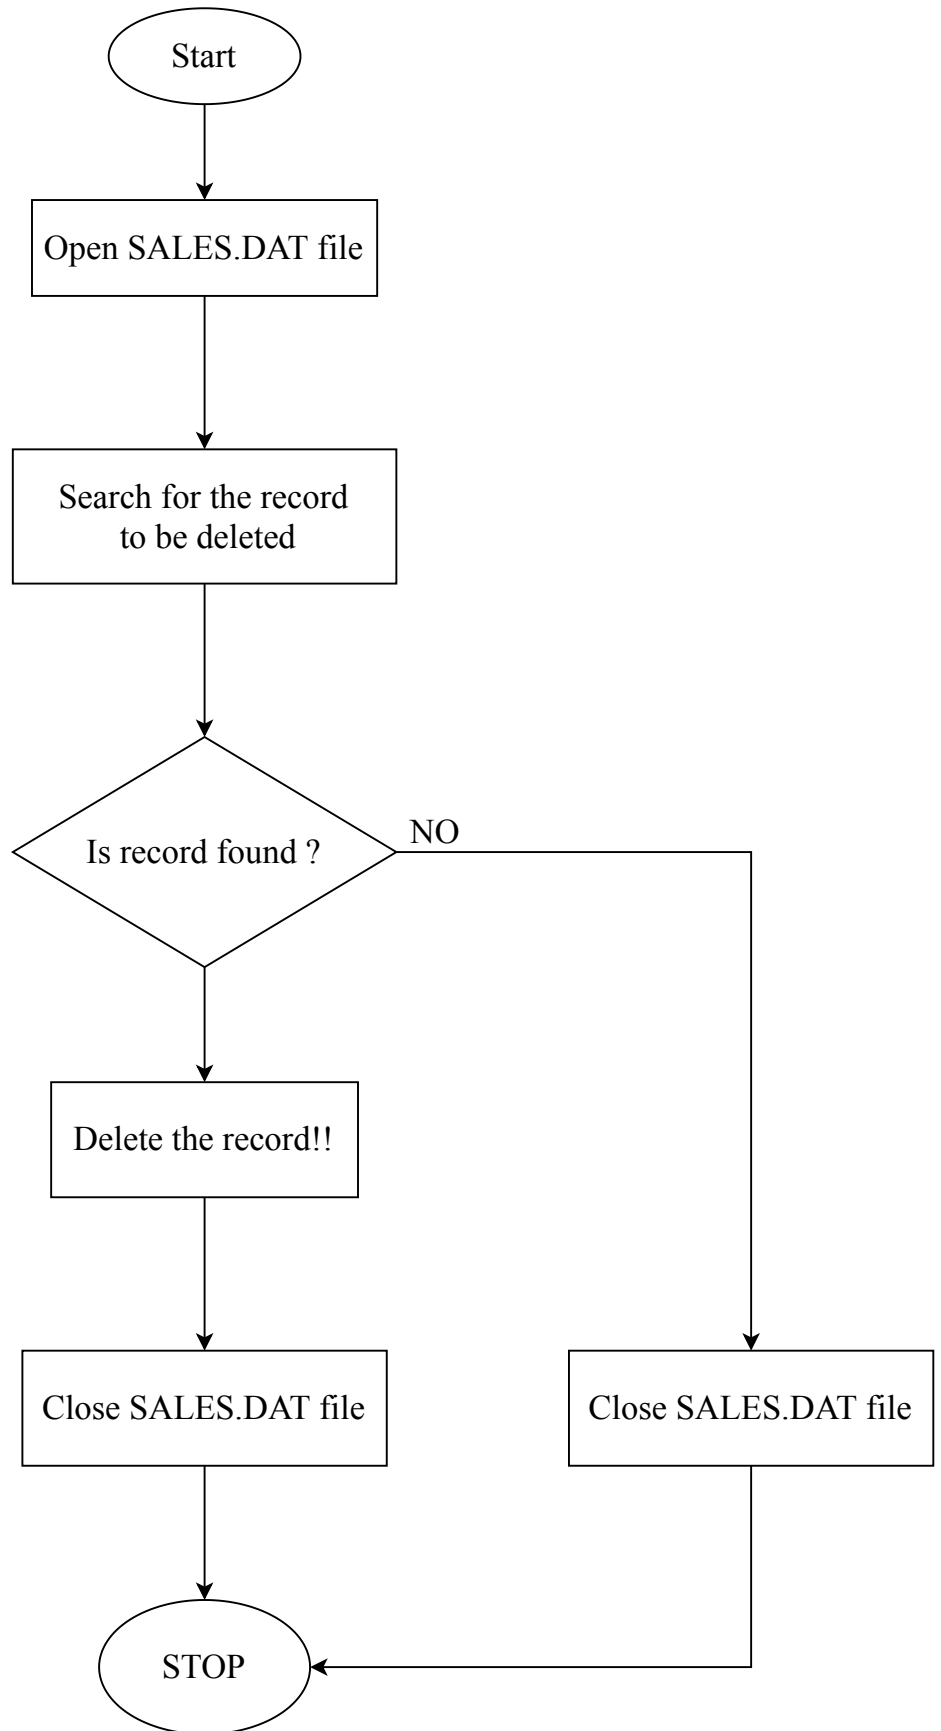 Start
Open SALES.DAT file
Search for the record
to be deleted
Is record found ?
NO
Delete the record!!
Close SALES.DAT file
Close SALES.DAT file
STOP